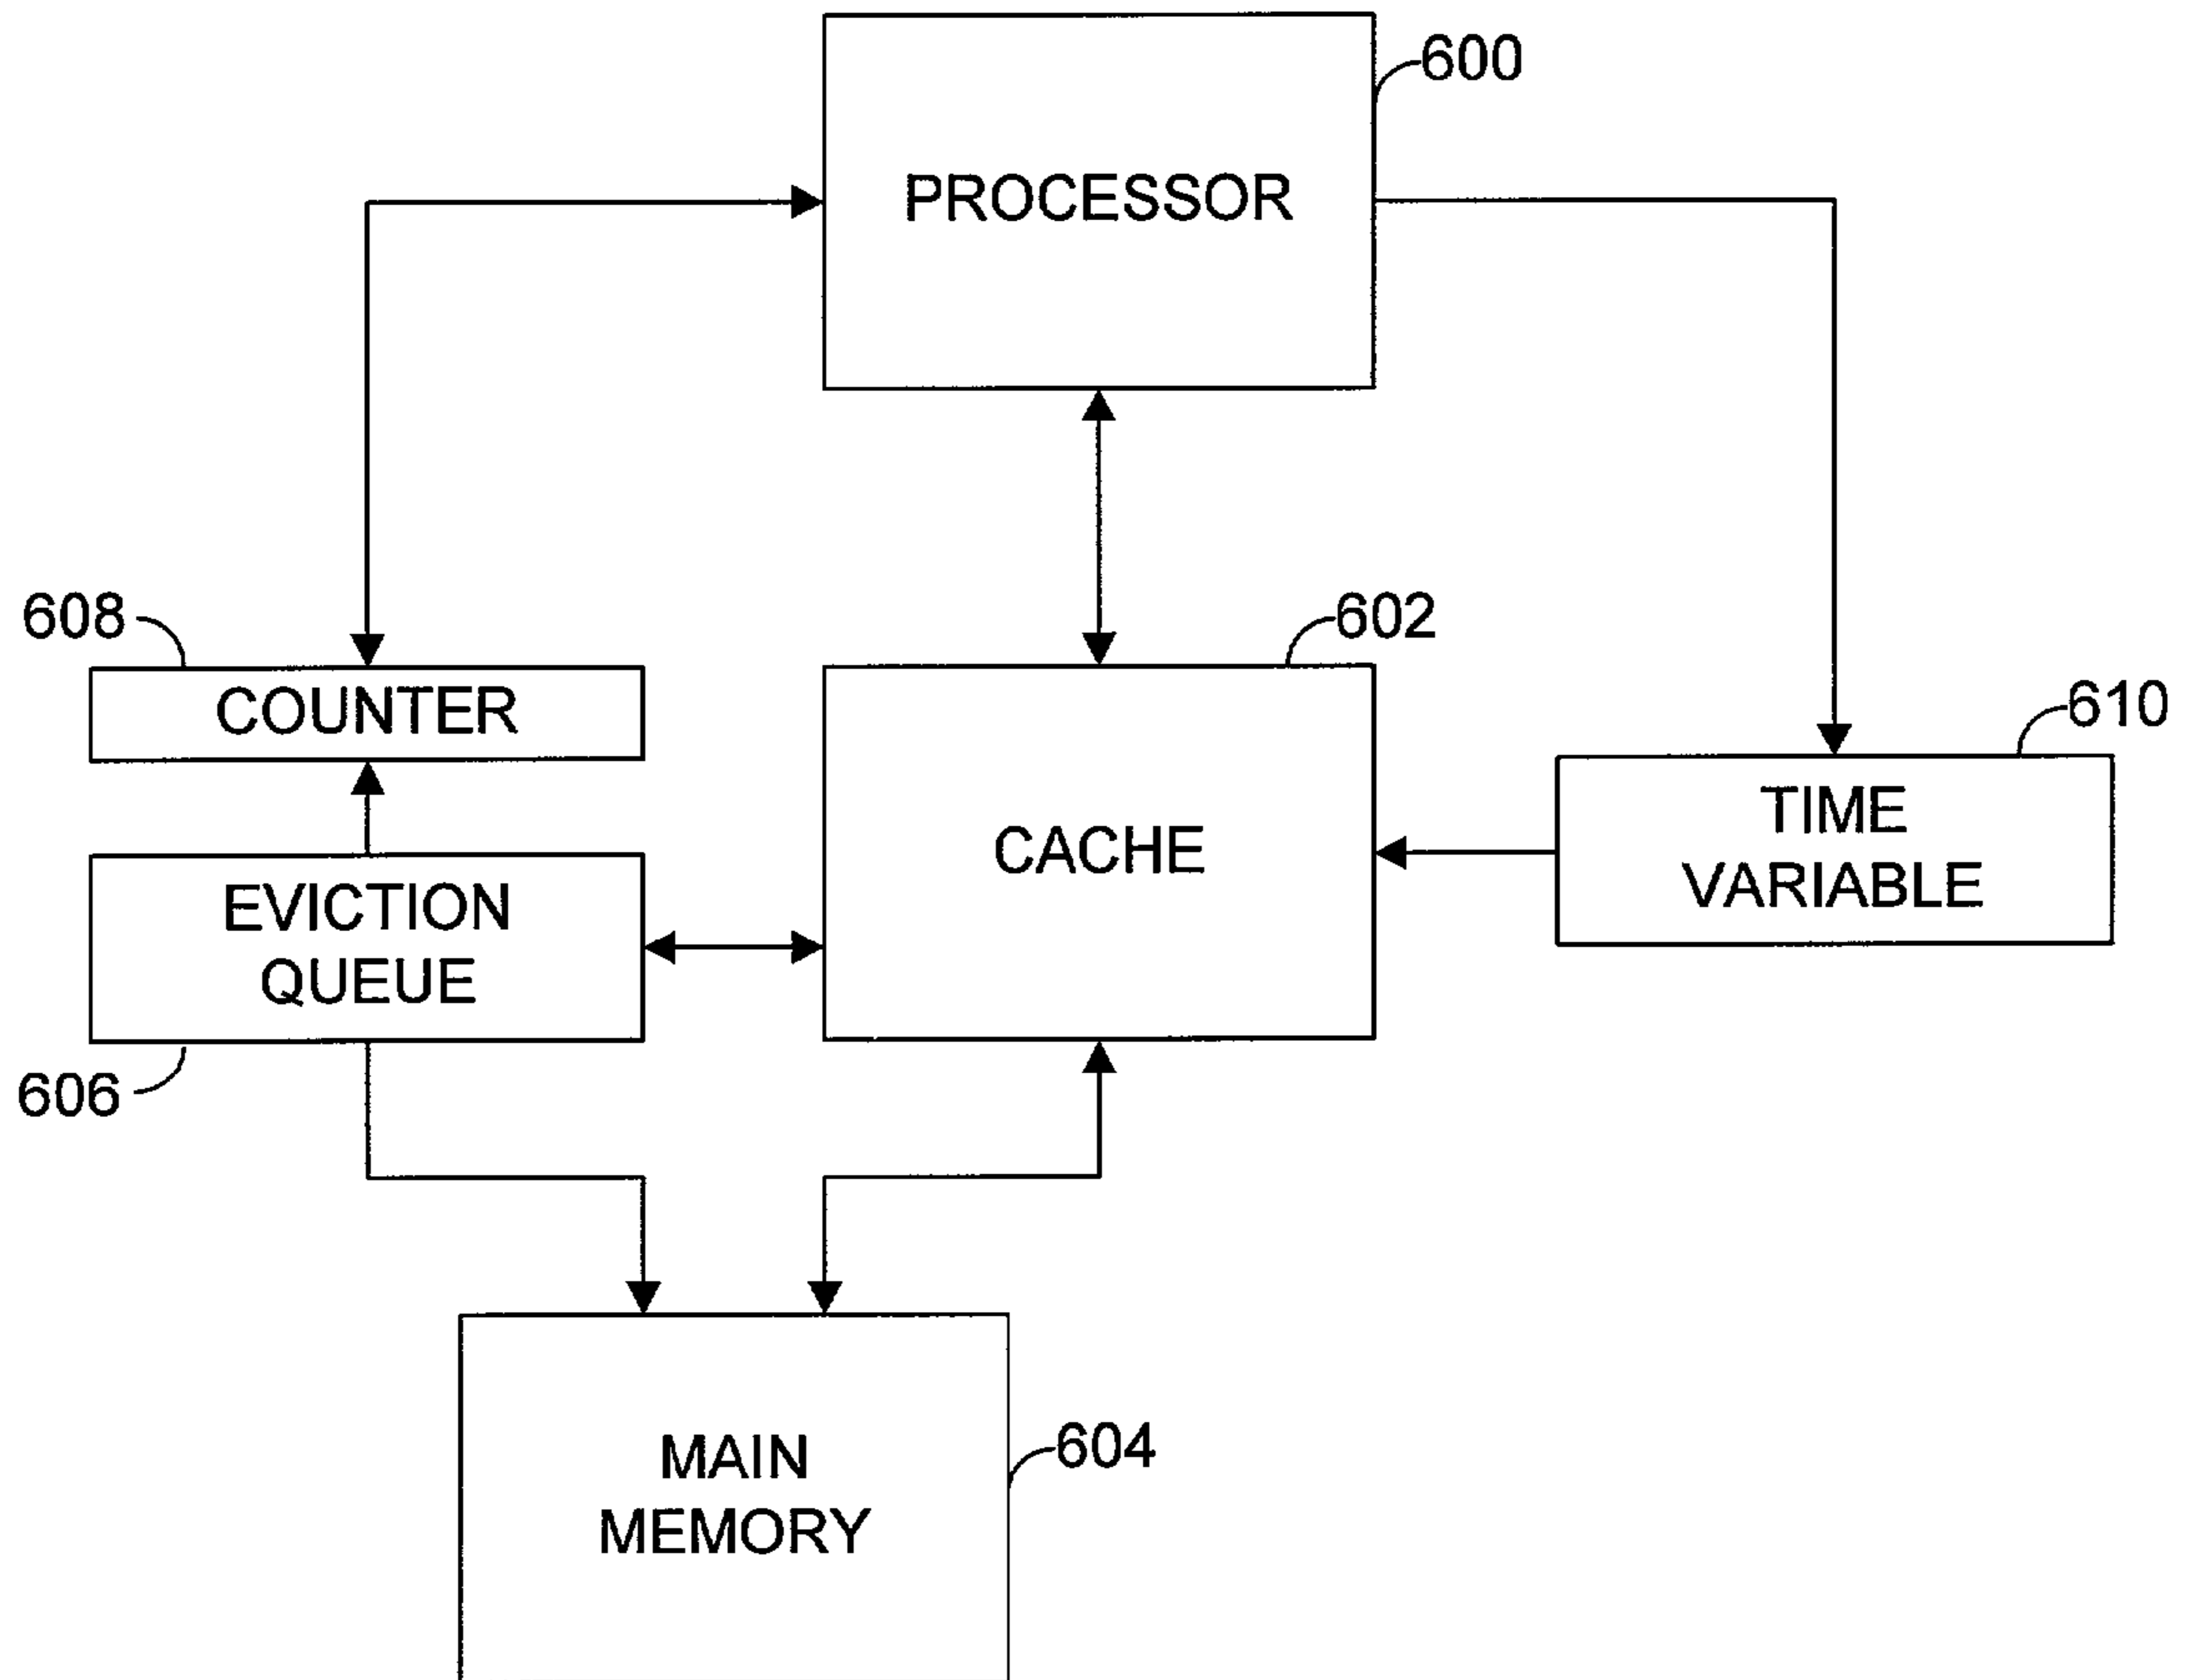 600
PROCESSOR
608
602
COUNTER
610
TIME
VARIABLE
CACHE
EVICTION
QUEUE
606
MAIN
MEMORY
604